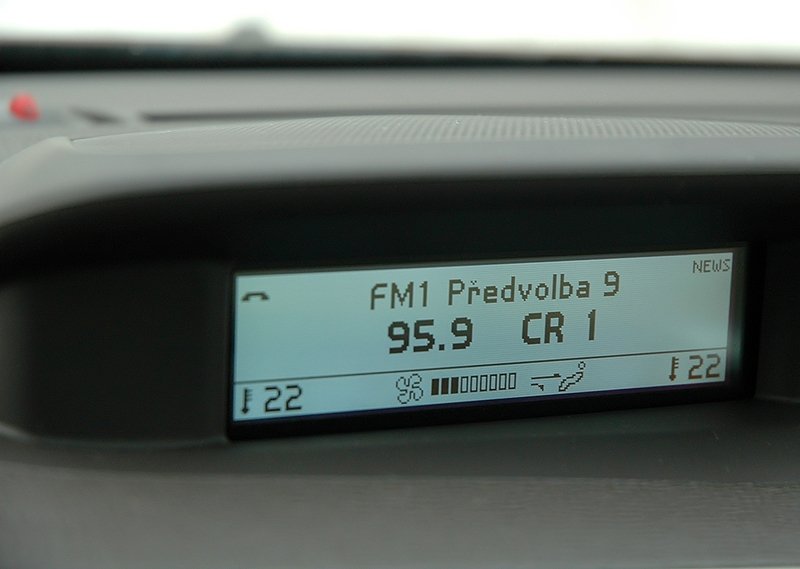 NEWS
FM1 Předvolba 9
95.9 CR 1
22 22